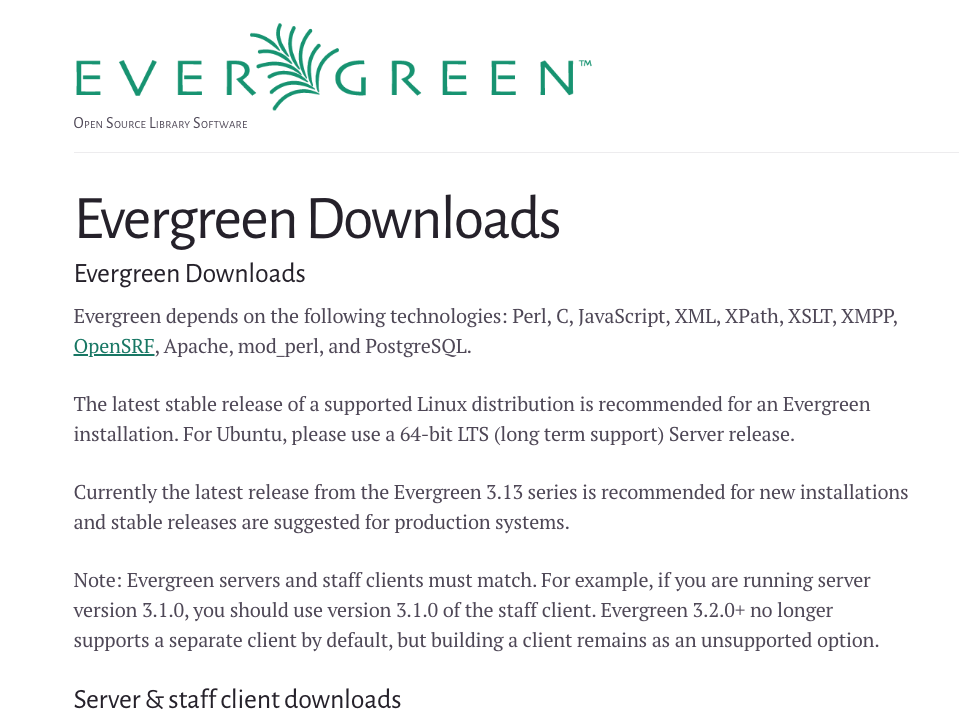 EVERGREEN™
Open Source Library Software
Evergreen Downloads
Evergreen Downloads
Evergreen depends on the following technologies: Perl, C, JavaScript, XML, XPath, XSLT, XMPP,
OpenSRF, Apache, mod_perl, and PostgreSQL.
The latest stable release of a supported Linux distribution is recommended for an Evergreen
installation. For Ubuntu, please use a 64-bit LTS (long term support) Server release.
Currently the latest release from the Evergreen 3.13 series is recommended for new installations
and stable releases are suggested for production systems.
Note: Evergreen servers and staff clients must match. For example, if you are running server
version 3.1.0, you should use version 3.1.0 of the staff client. Evergreen 3.2.0+ no longer
supports a separate client by default, but building a client remains as an unsupported option.
Server & staff client downloads